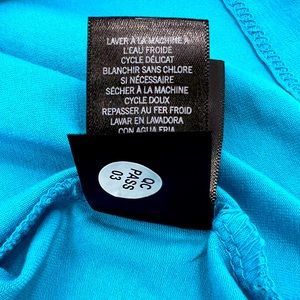 LAVER À LA MACHINE À
L'EAU FROIDE
CYCLE DÉLICAT
BLANCHIR SANS CHLORE
SI NÉCESSAIRE
SÉCHER À LA MACHINE
CYCLE DOUX
REPASSER AU FER FROID
LAVAR EN LAVADORA
CON AGUA FRIA
QC
PASS
03